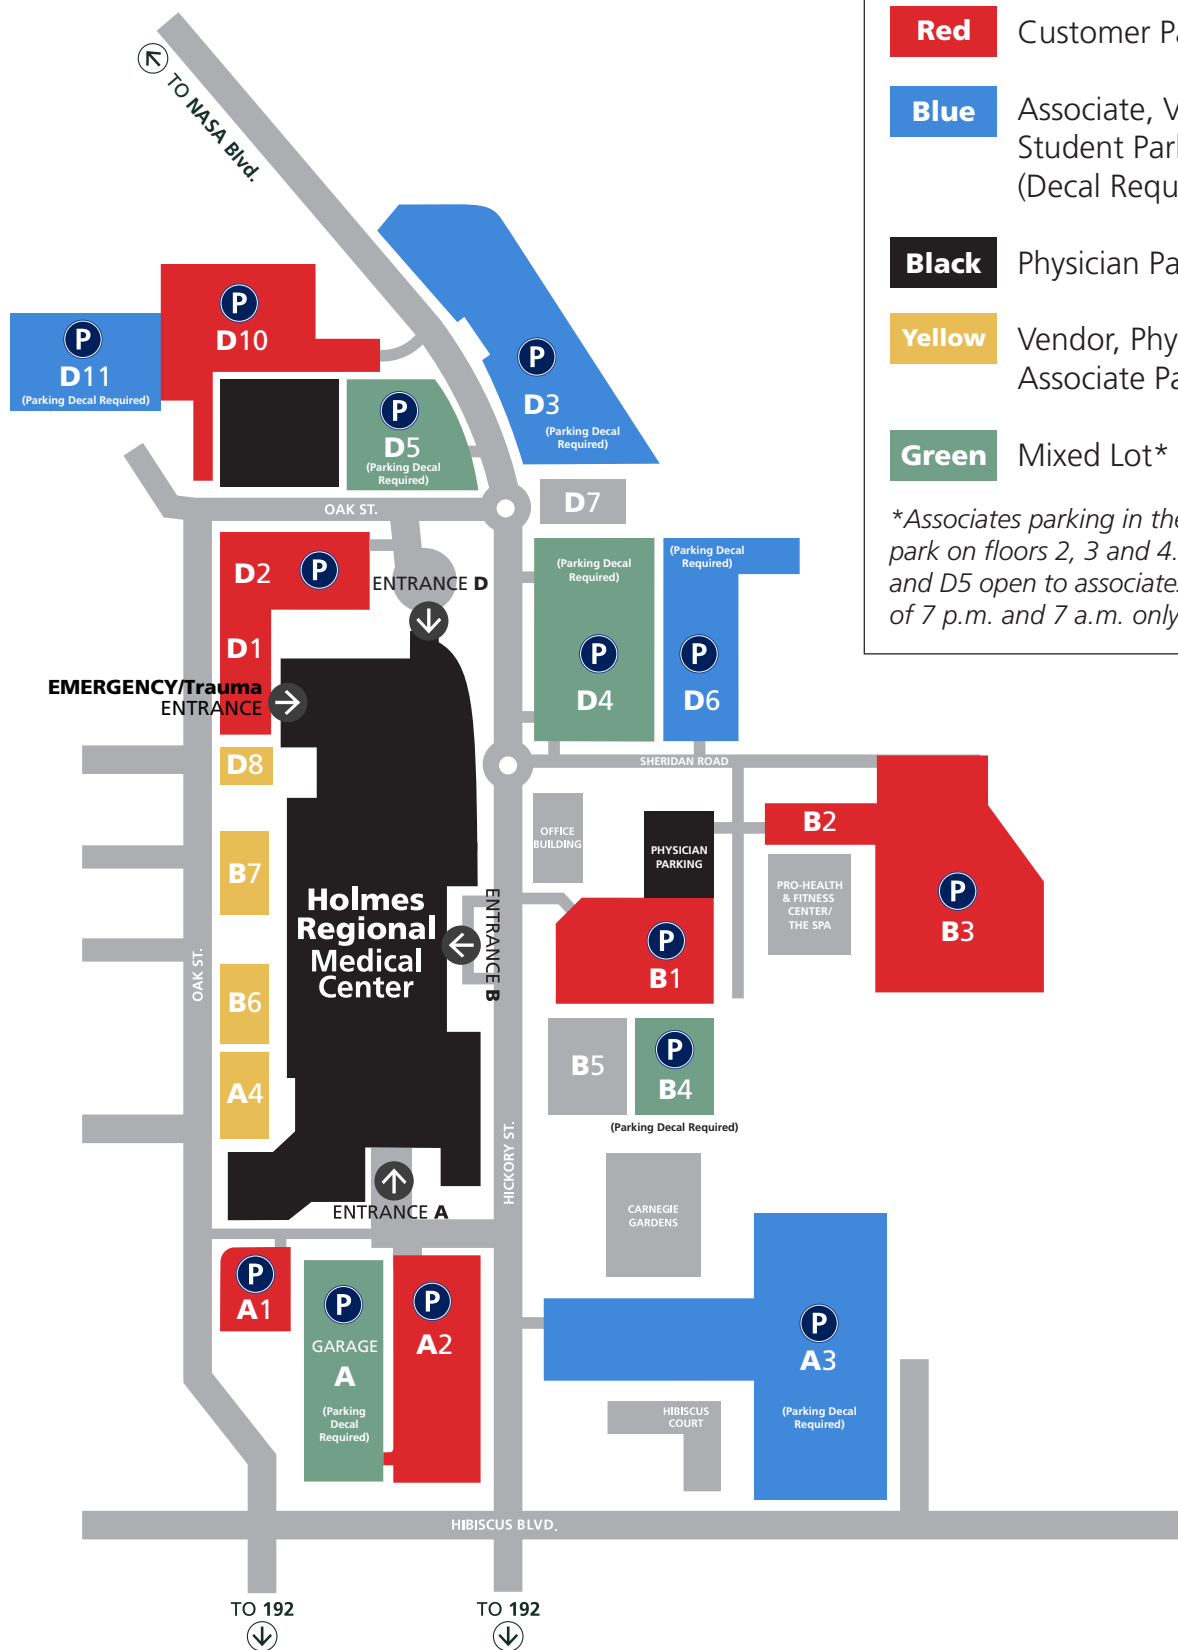 TO NASA Blvd.
Red
Customer Pa
Blue
Associate, V
Student Parl
(Decal Requ
Black
Physician Pa
Yellow
Vendor, Phy
Associate Pa
Green
Mixed Lot*
*Associates parking in the
park on floors 2, 3 and 4.
and D5 open to associates
of 7 p.m. and 7 a.m. only
P
D10
P
D11
(Parking Decal Required)
P
D3
(Parking Decal
Required)
P
D5
(Parking Decal
Required)
OAK ST.
D7
D2
P
ENTRANCE D
(Parking Decal
Required)
P
D4
(Parking Decal
Required)
P
D6
D1
EMERGENCY/Trauma
ENTRANCE
D8
SHERIDAN ROAD
OFFICE
BUILDING
PHYSICIAN
PARKING
B2
B7
PRO-HEALTH
& FITNESS
CENTER/
THE SPA
P
B3
Holmes
Regional
Medical
Center
ENTRANCE B
P
B1
OAK ST.
B6
B5
P
B4
(Parking Decal Required)
A4
HICKORY ST.
ENTRANCE A
CARNEGIE
GARDENS
P
A1
P
GARAGE
A
(Parking
Decal
Required)
P
A2
P
A3
(Parking Decal
Required)
HIBISCUS
COURT
HIBISCUS BLVD.
TO 192
TO 192